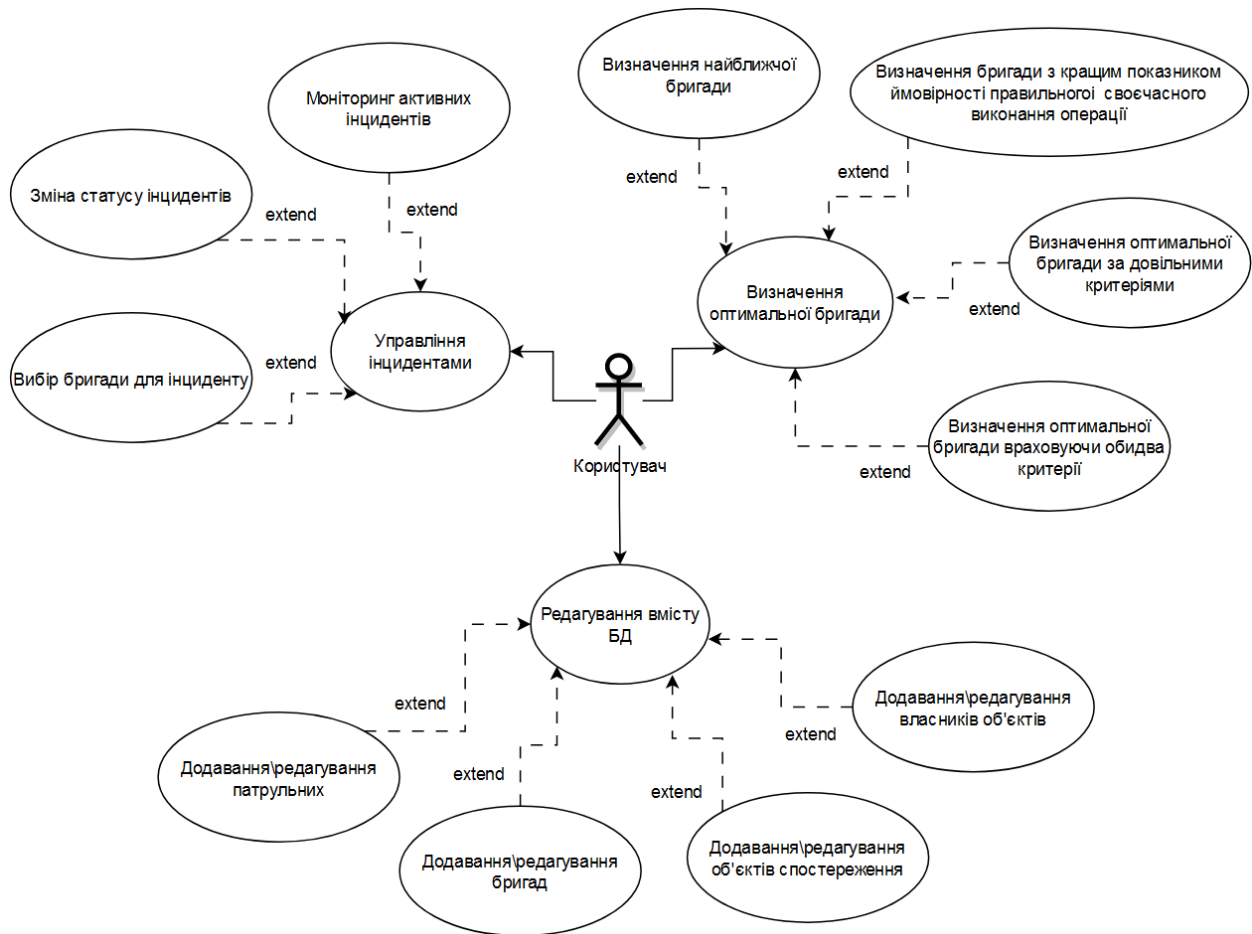 Визначення найближчої
бригади
Визначення бригади з кращим показником
ймовірності правильногої своєчасного
виконання операції
Моніторинг активних
інцидентів
extend
extend
Зміна статусу інцидентів
extend
extend
Визначення оптимальної
бригади за довільними
критеріями
extend
Визначення
оптимальної бригади
Управління
інцидентами
extend
Вибір бригади для інциденту
Визначення оптимальної
бригади враховуючи обидва
критерії
extend
Користувач
Редагування вмісту
БД
extend
Додавання\редагування
власників об'єктів
extend
Додавання\редагування
патрульних
extend
extend
Додавання\редагування
бригад
Додавання\редагування
об'єктів спостереження